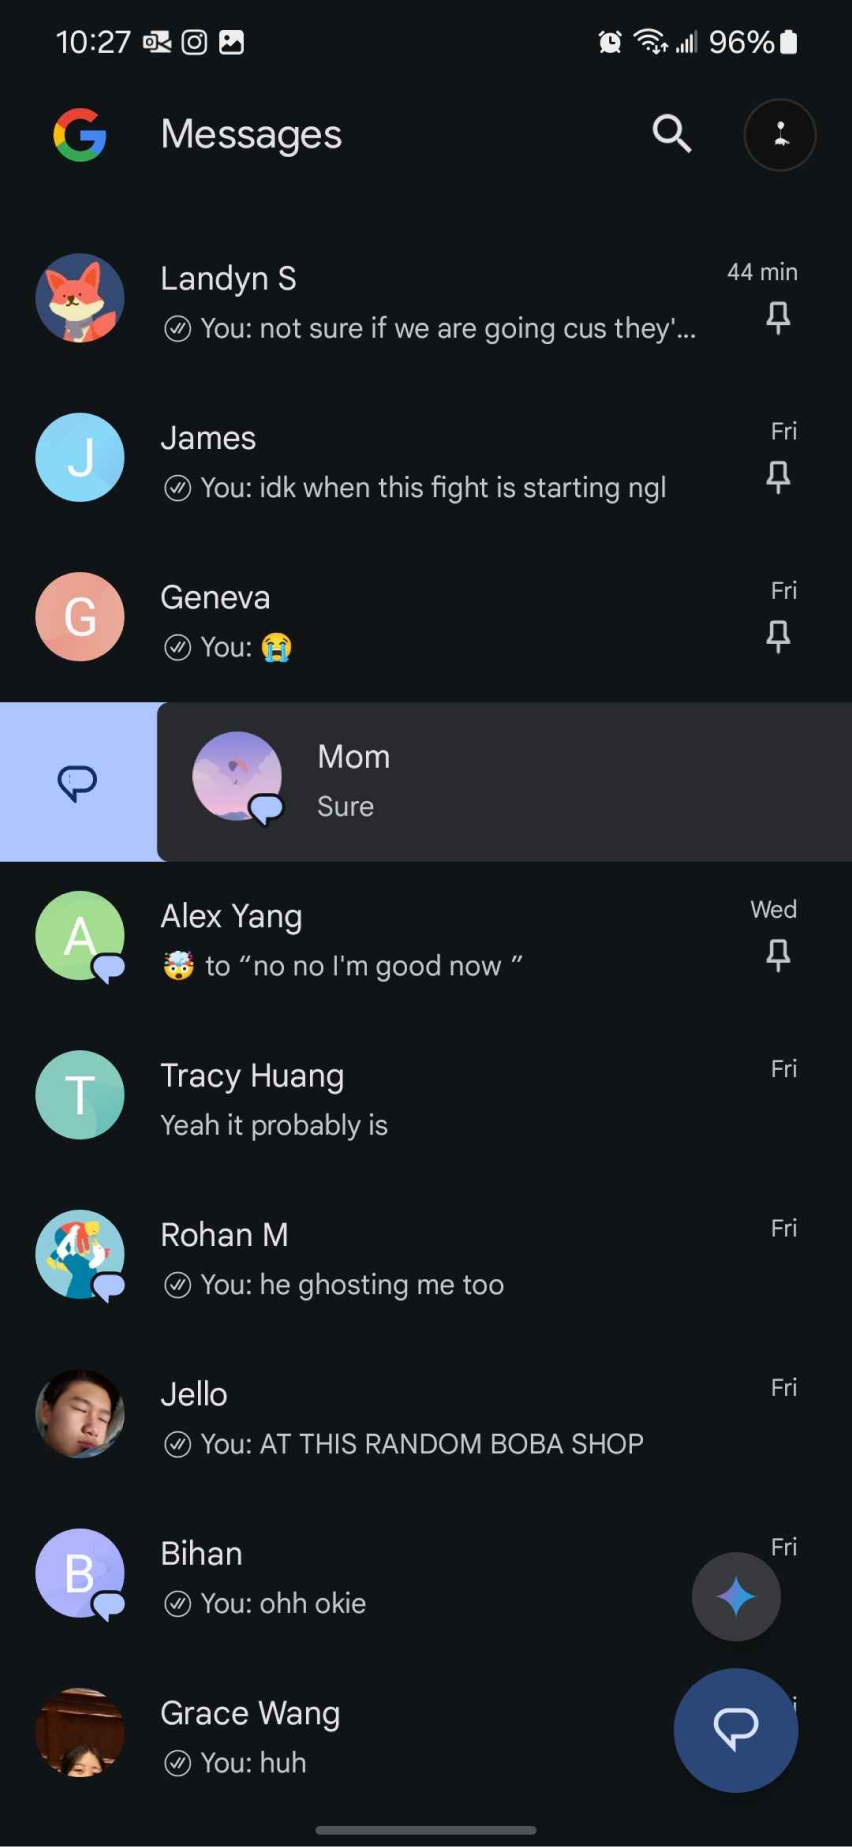 10:27 96%
Messages
Landyn S 44 min
You: not sure if we are going cus they'...
James Fri
You: idk when this fight is starting ngl
G Geneva Fri
You: 😭
Mom
Sure
Alex Yang Wed
A
🤯 to “no no I'm good now ”
T Tracy Huang Fri
Yeah it probably is
Rohan M Fri
You: he ghosting me too
Jello Fri
You: AT THIS RANDOM BOBA SHOP
B Bihan Fri
You: ohh okie
Grace Wang
You: huh